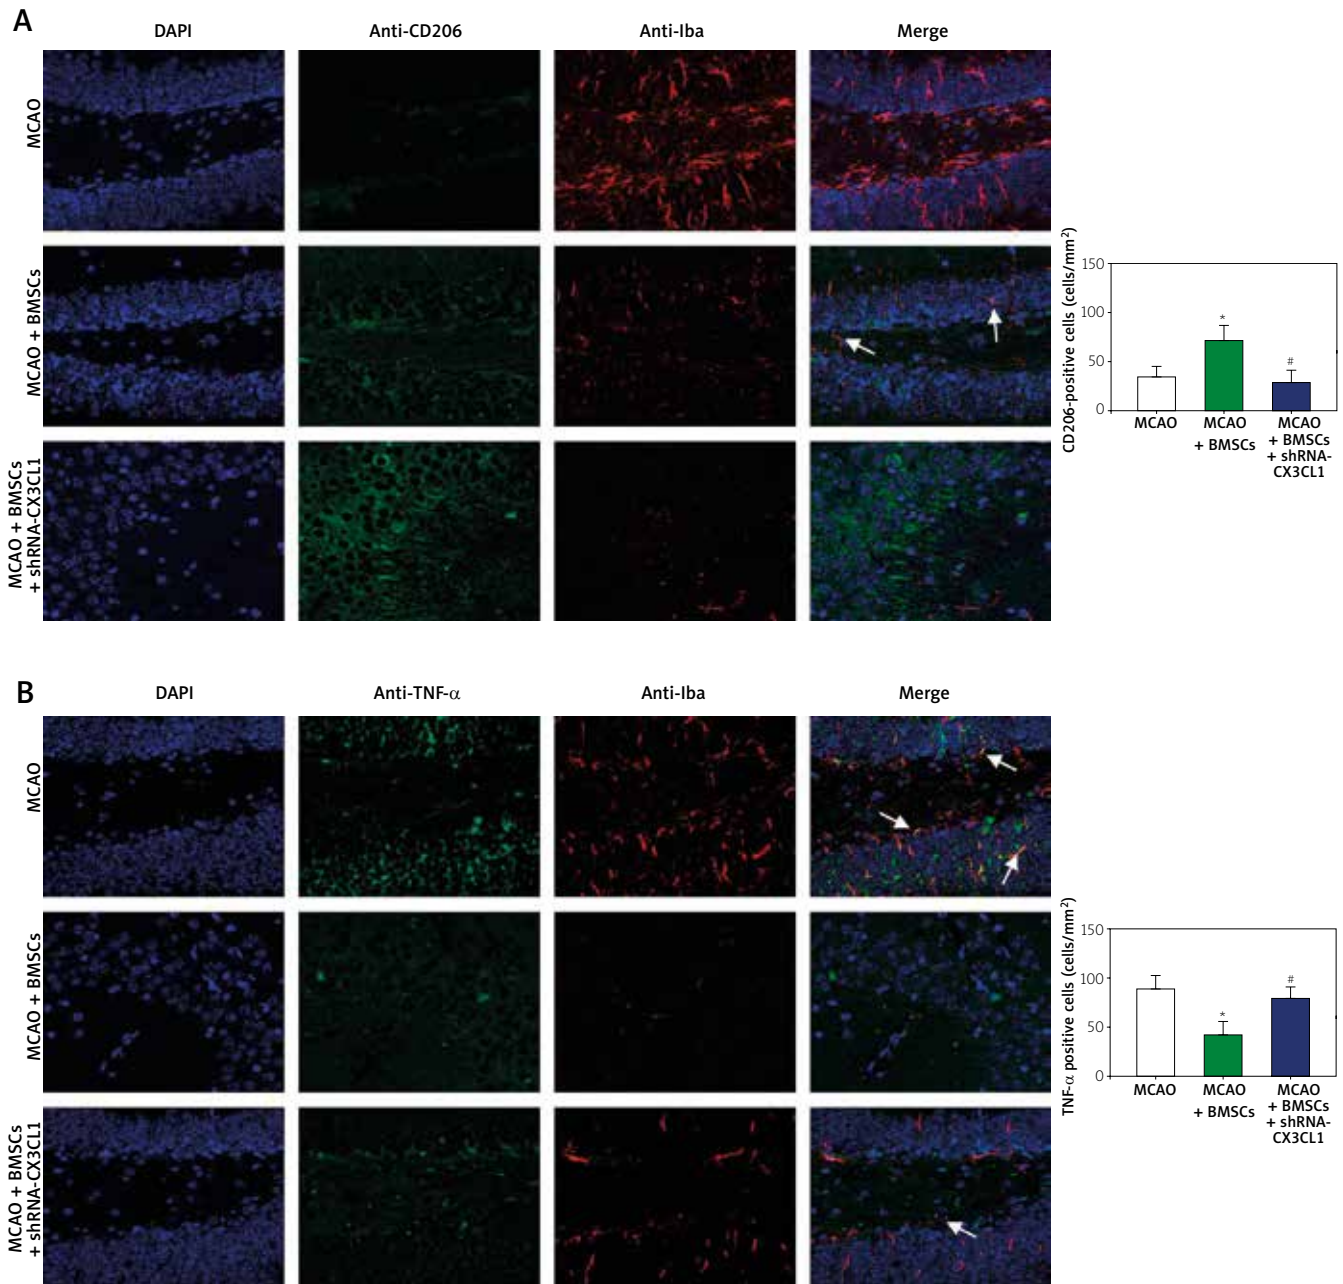 A
DAPI
Anti-CD206
Anti-Iba
Merge
MCAO
MCAO + BMSCs
MCAO + BMSCs
+ shRNA-CX3CL1
CD206-positive cells (cells/mm²)
150
100
50
0
*
#
MCAO
MCAO
+ BMSCs
MCAO
+ BMSCs
+ shRNA-
CX3CL1
B
DAPI
Anti-TNF-α
Anti-Iba
Merge
MCAO
MCAO + BMSCs
MCAO + BMSCs
+ shRNA-CX3CL1
TNF-α positive cells (cells/mm²)
150
100
50
0
*
#
MCAO
MCAO
+ BMSCs
MCAO
+ BMSCs
+ shRNA-
CX3CL1